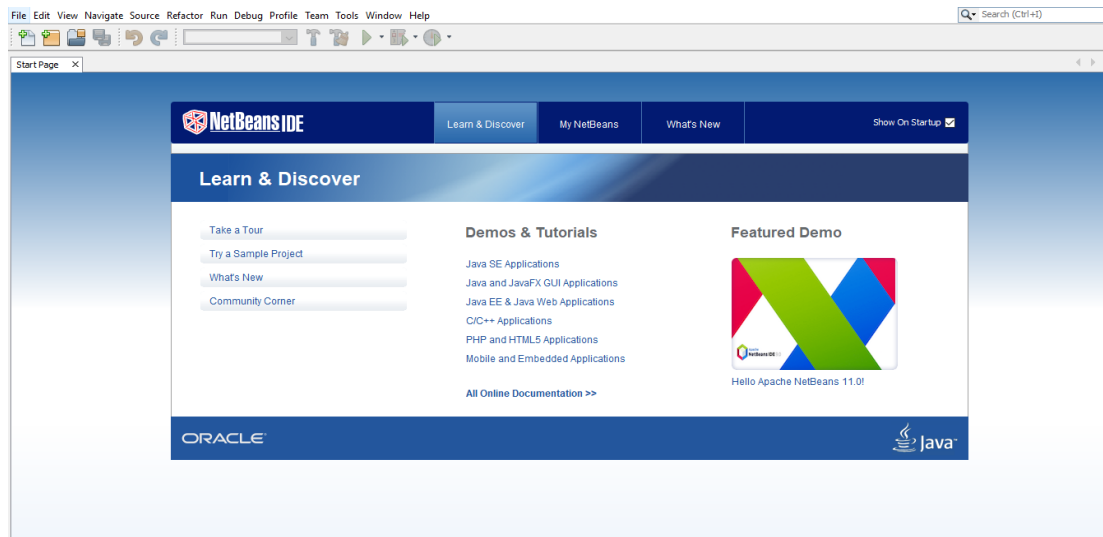 File Edit View Navigate Source Refactor Run Debug Profile Team Tools Window Help
Search (Ctrl+I)
Start Page
NetBeans IDE
Learn & Discover
My NetBeans
What's New
Show On Startup
Learn & Discover
Take a Tour
Try a Sample Project
What's New
Community Corner
Demos & Tutorials
Java SE Applications
Java and JavaFX GUI Applications
Java EE & Java Web Applications
C/C++ Applications
PHP and HTML5 Applications
Mobile and Embedded Applications
All Online Documentation >>
Featured Demo
NetBeans IDE
Hello Apache NetBeans 11.0!
ORACLE
Java